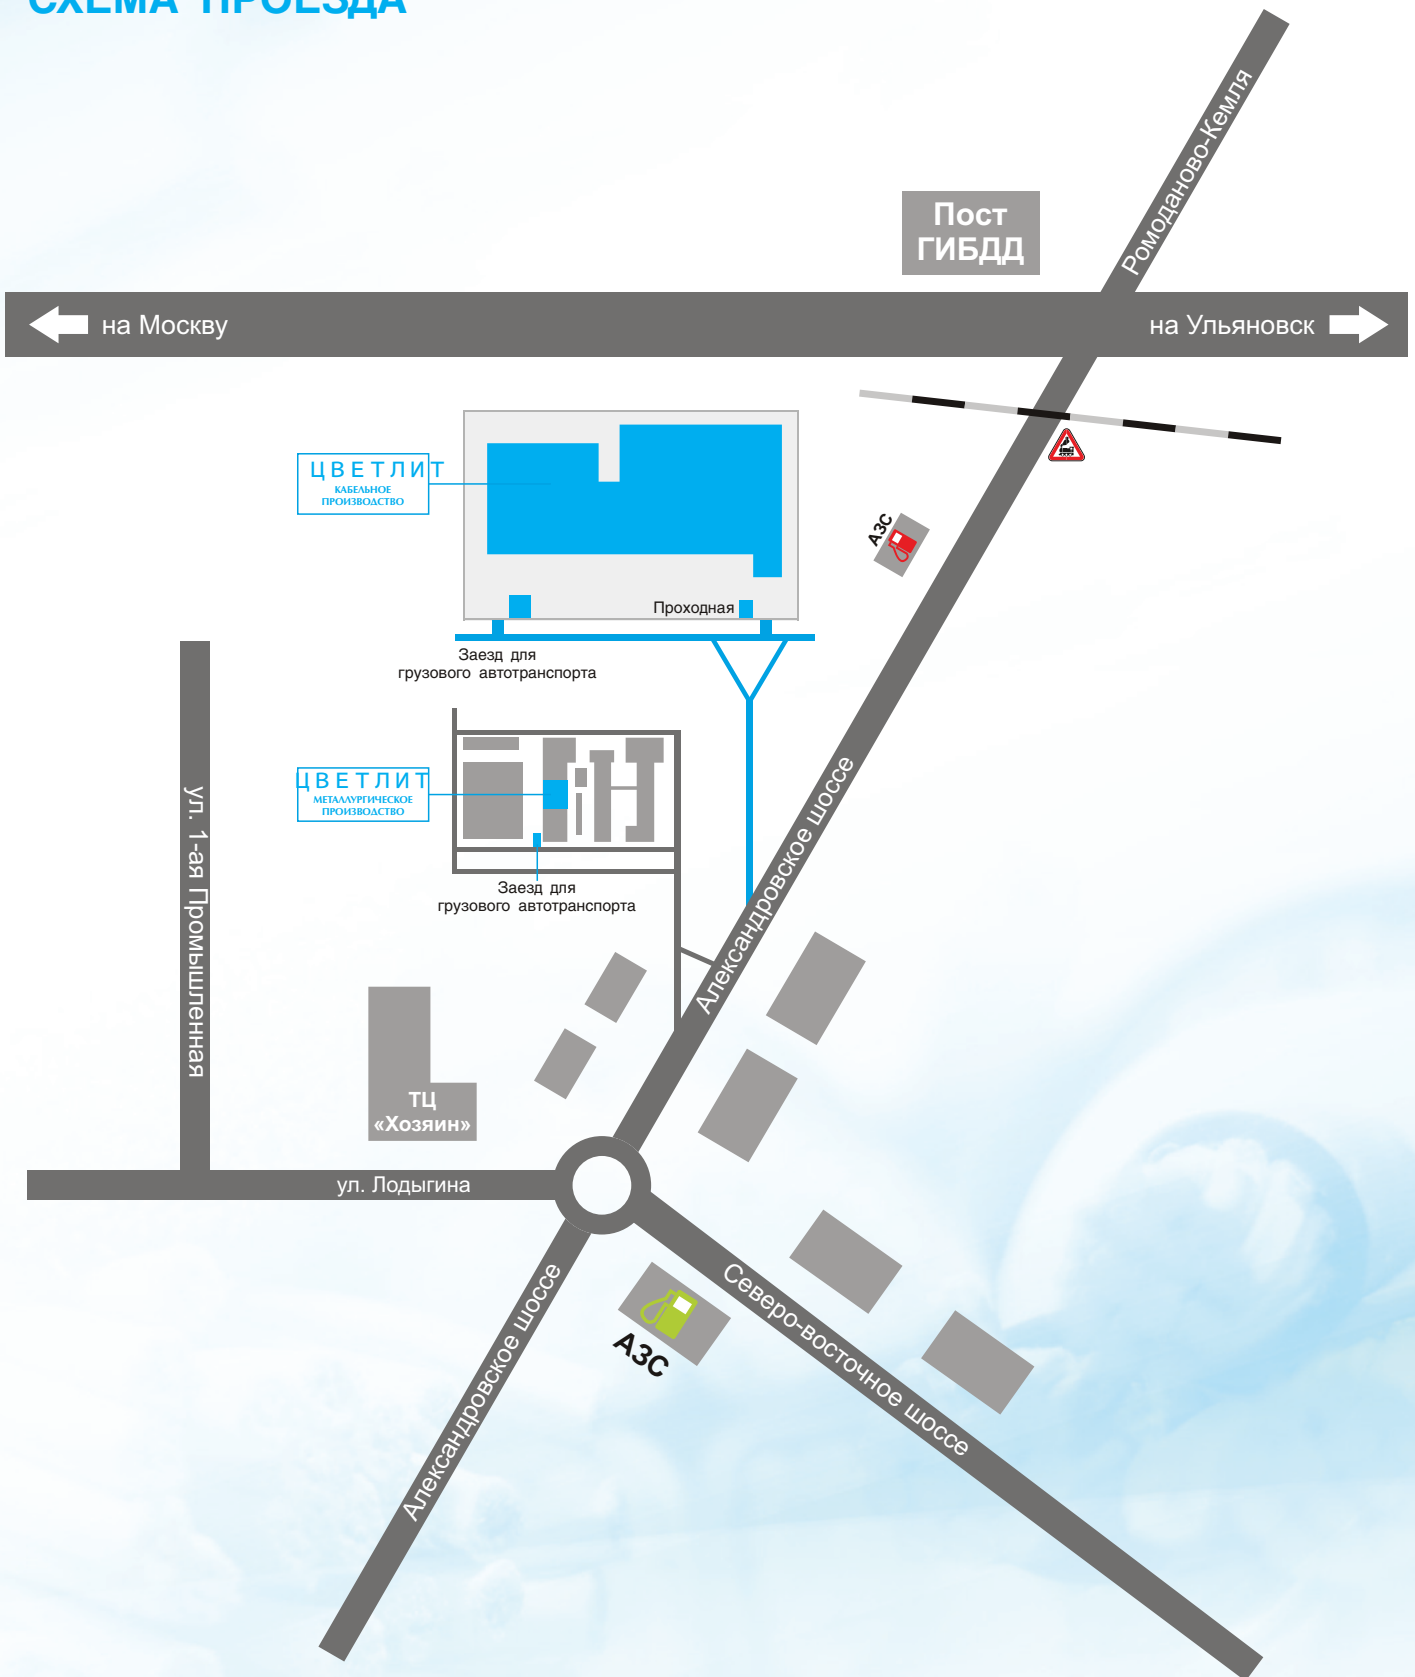 СХЕМА ПРОЕЗДА
Ромоданово-Кемля
Пост
ГИБДД
на Москву
на Ульяновск
ЦВЕТЛИТ
КАБЕЛЬНОЕ
ПРОИЗВОДСТВО
АЗС
Проходная
Заезд для
грузового автотранспорта
ЦВЕТЛИТ
МЕТАЛЛУРГИЧЕСКОЕ
ПРОИЗВОДСТВО
ул. 1-ая Промышленная
Александровское шоссе
Заезд для
грузового автотранспорта
ТЦ
«Хозяин»
ул. Лодыгина
Александровское шоссе
АЗС
Северо-восточное шоссе